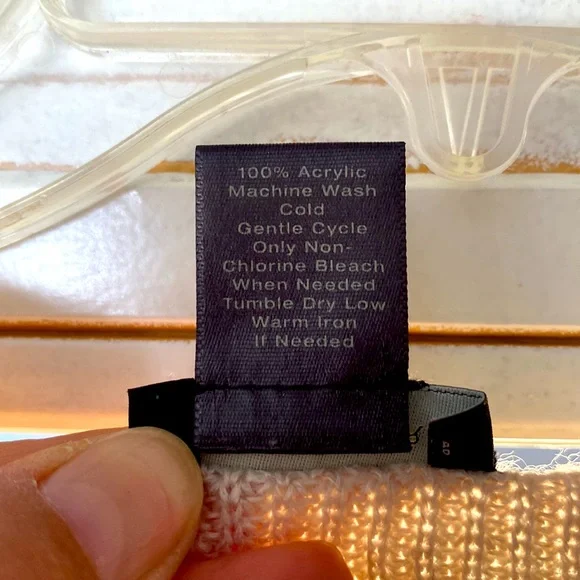 100% Acrylic
Machine Wash
Cold
Gentle Cycle
Only Non-
Chlorine Bleach
When Needed
Tumble Dry Low
Warm Iron
If Needed